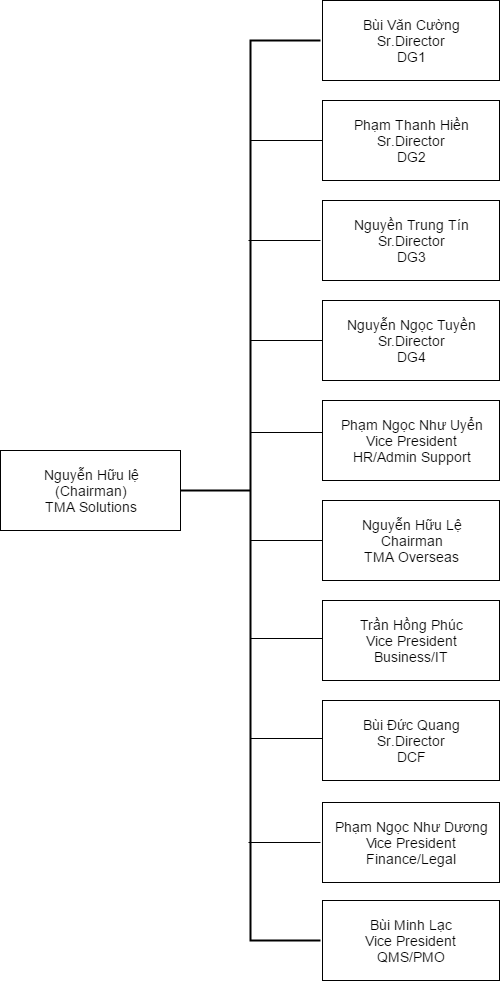 Bùi Văn Cường
Sr.Director
DG1
Phạm Thanh Hiền
Sr.Director
DG2
Nguyền Trung Tín
Sr.Director
DG3
Nguyễn Ngọc Tuyền
Sr.Director
DG4
Phạm Ngọc Như Uyển
Vice President
HR/Admin Support
Nguyễn Hữu lệ
(Chairman)
TMA Solutions
Nguyễn Hữu Lệ
Chairman
TMA Overseas
Trần Hồng Phúc
Vice President
Business/IT
Bùi Đức Quang
Sr.Director
DCF
Phạm Ngọc Như Dương
Vice President
Finance/Legal
Bùi Minh Lạc
Vice President
QMS/PMO